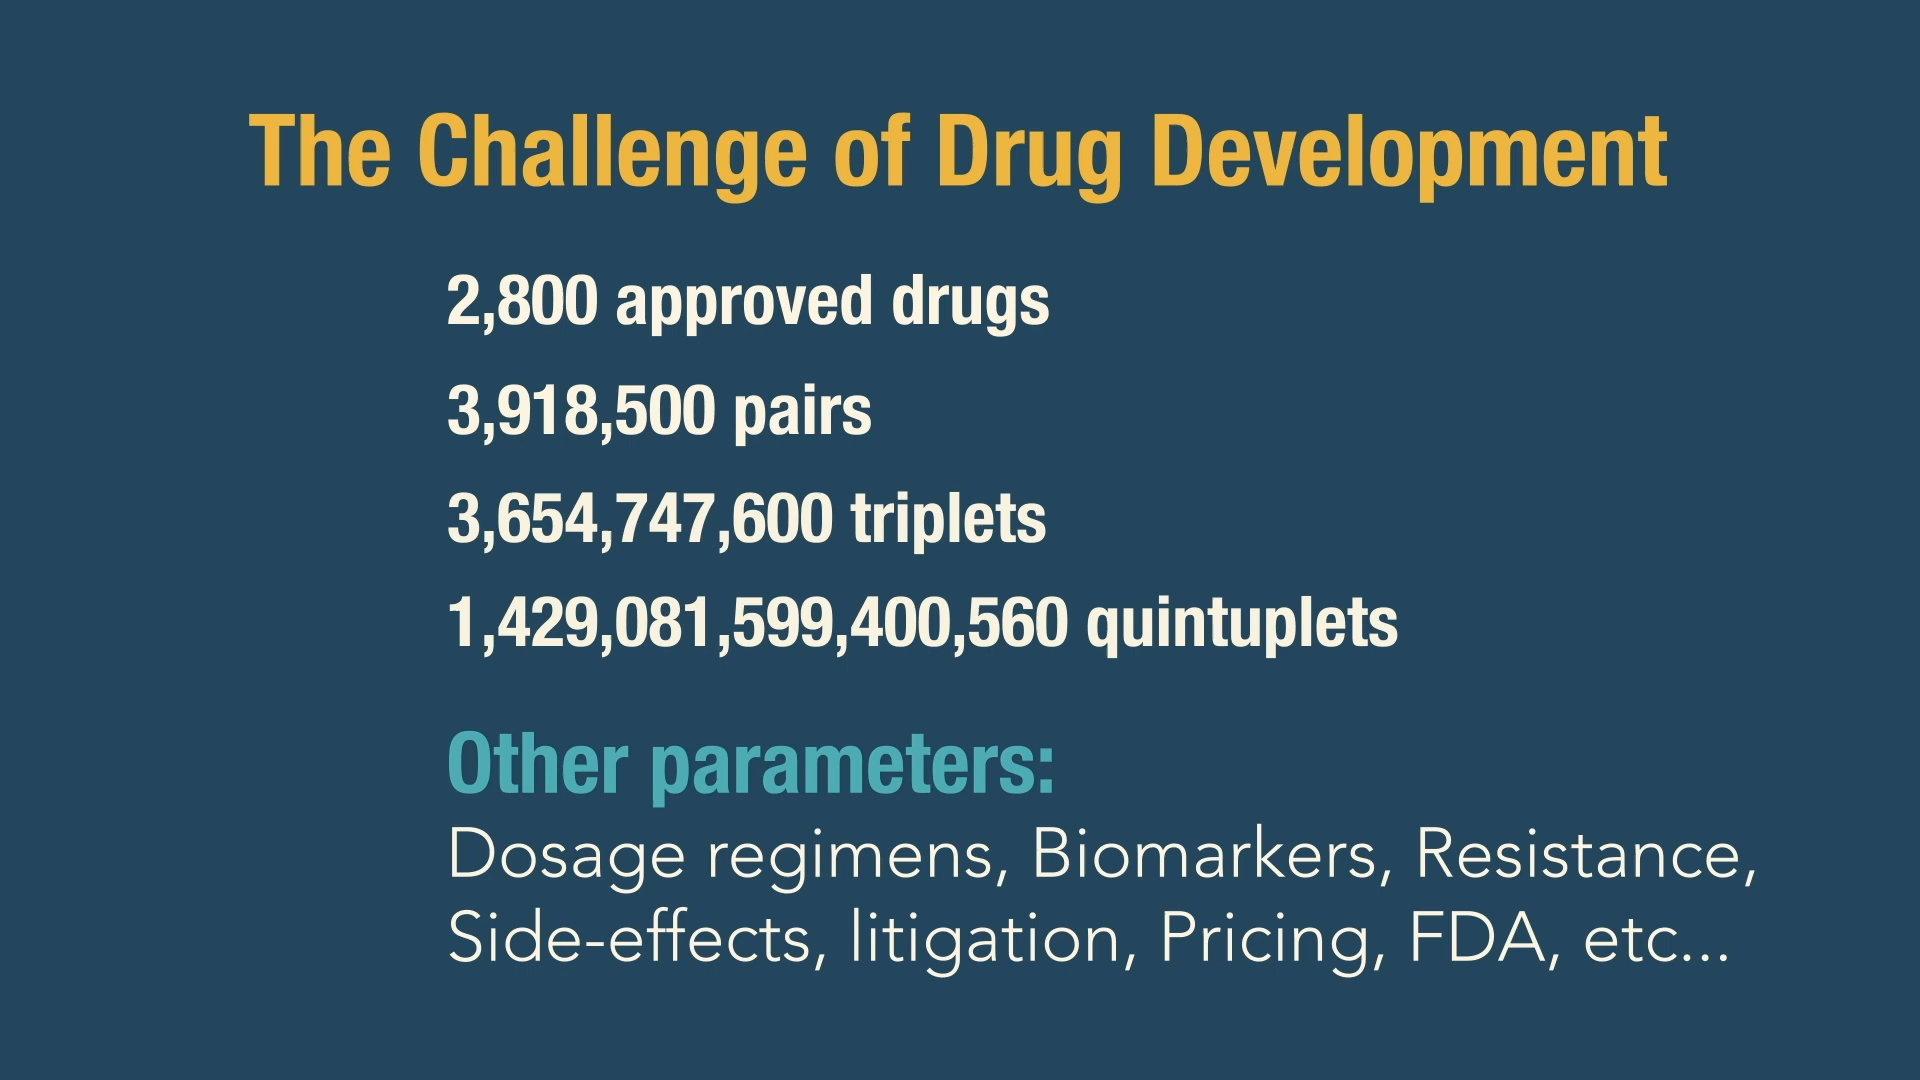 The Challenge of Drug Development
2,800 approved drugs
3,918,500 pairs
3,654,747,600 triplets
1,429,081,599,400,560 quintuplets
Other parameters:
Dosage regimens, Biomarkers, Resistance,
Side-effects, litigation, Pricing, FDA, etc...